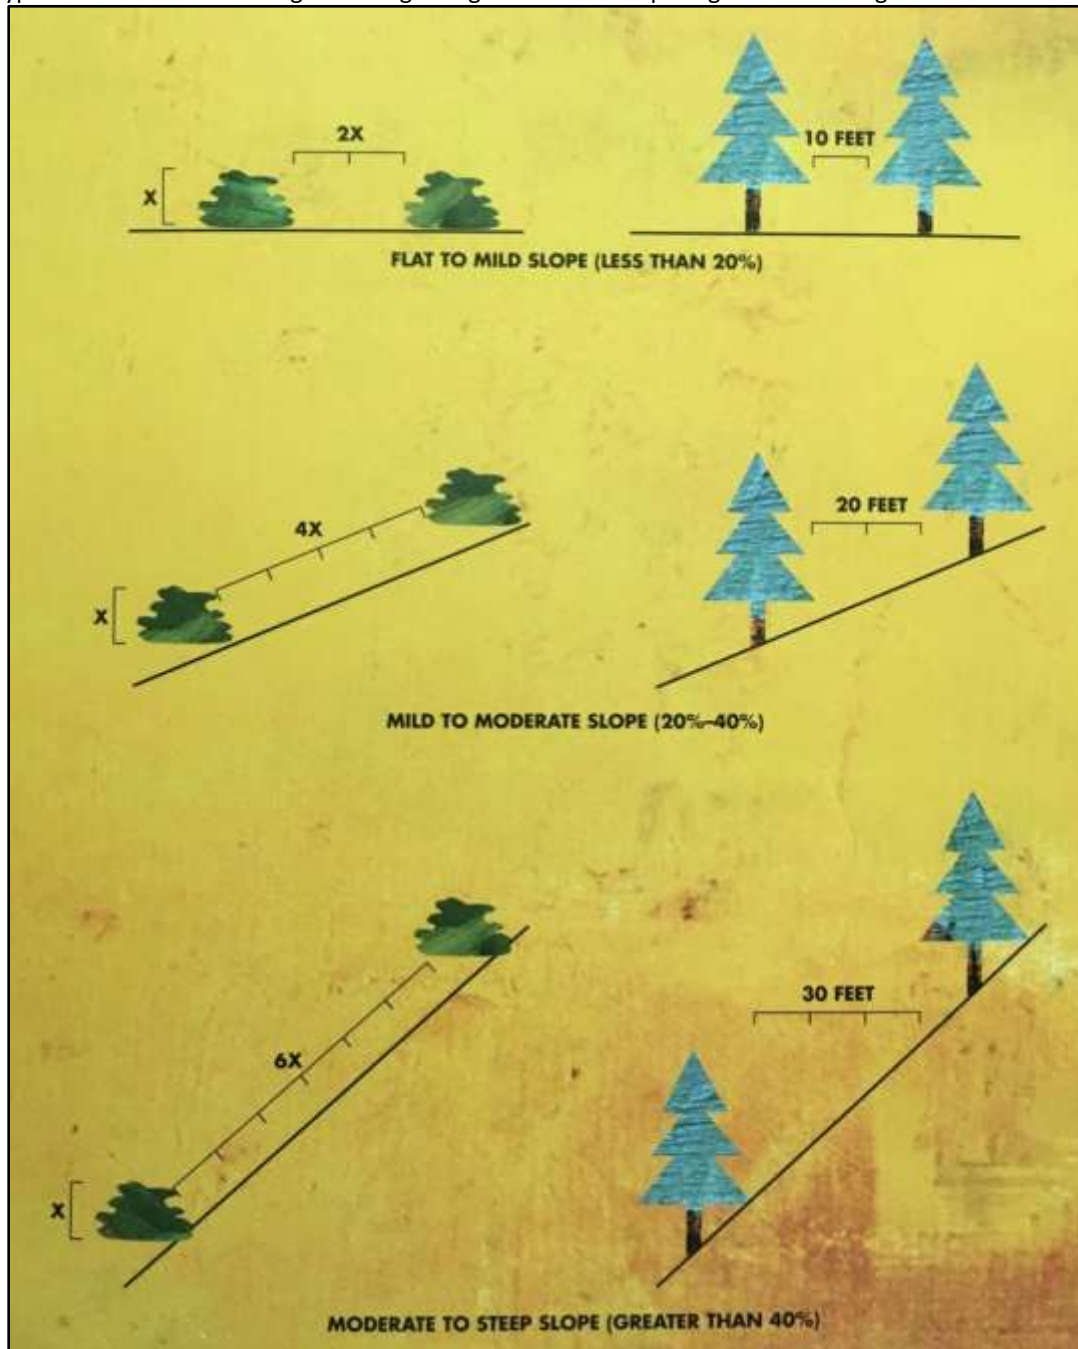 2X
10 FEET
X
FLAT TO MILD SLOPE (LESS THAN 20%)
20 FEET
4X
X
MILD TO MODERATE SLOPE (20%–40%)
30 FEET
6X
X
MODERATE TO STEEP SLOPE (GREATER THAN 40%)